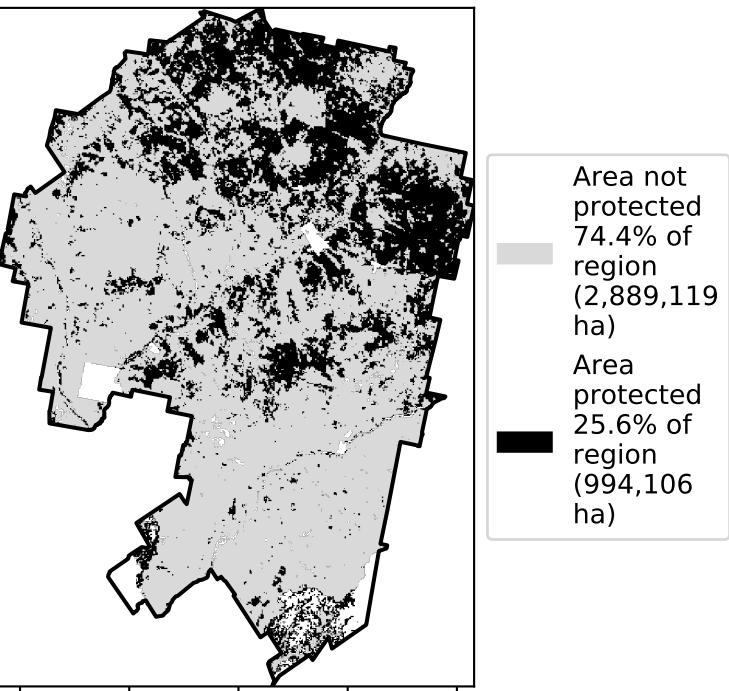 Area not
protected
74.4% of
region
(2,889,119
ha)
Area
protected
25.6% of
region
(994,106
ha)